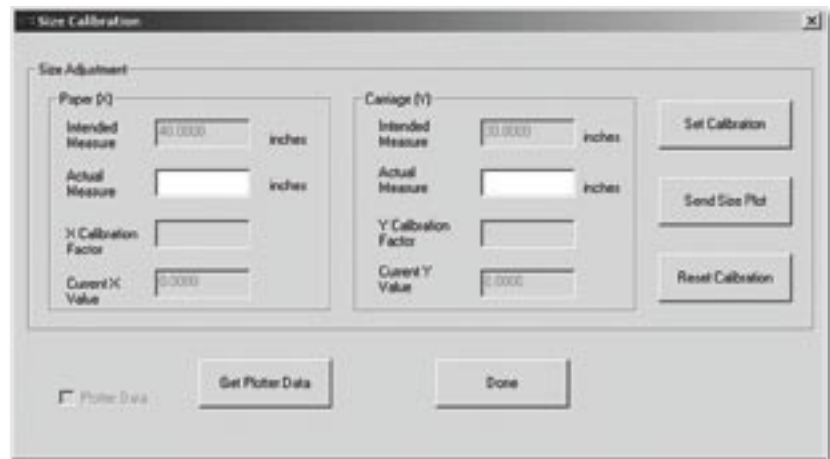 Size Calibration
Size Adjustment
Paper (X)
Intended Measure 40.0000 inches
Actual Measure inches
X Calibration Factor
Current X Value 0.0000
Carriage (Y)
Intended Measure 30.0000 inches
Actual Measure inches
Y Calibration Factor
Current Y Value 0.0000
Set Calibration
Send Size Plot
Reset Calibration
Plotter Data
Get Plotter Data
Done